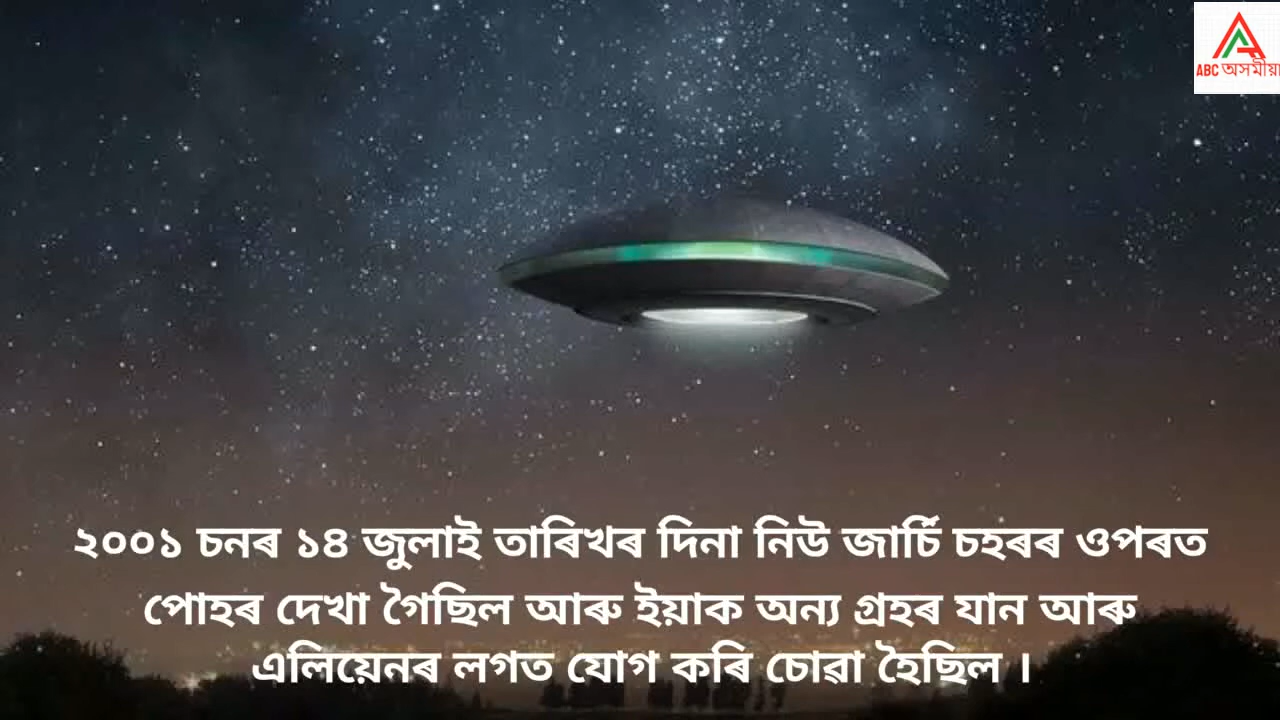 ABC অসমীয়া
২০০১ চনৰ ১৪ জুলাই তাৰিখৰ দিনা নিউ জাৰ্চি চহৰৰ ওপৰত
পোহৰ দেখা গৈছিল আৰু ইয়াক অন্য গ্ৰহৰ যান আৰু
এলিয়েনৰ লগত যোগ কৰি চোৱা হৈছিল ।